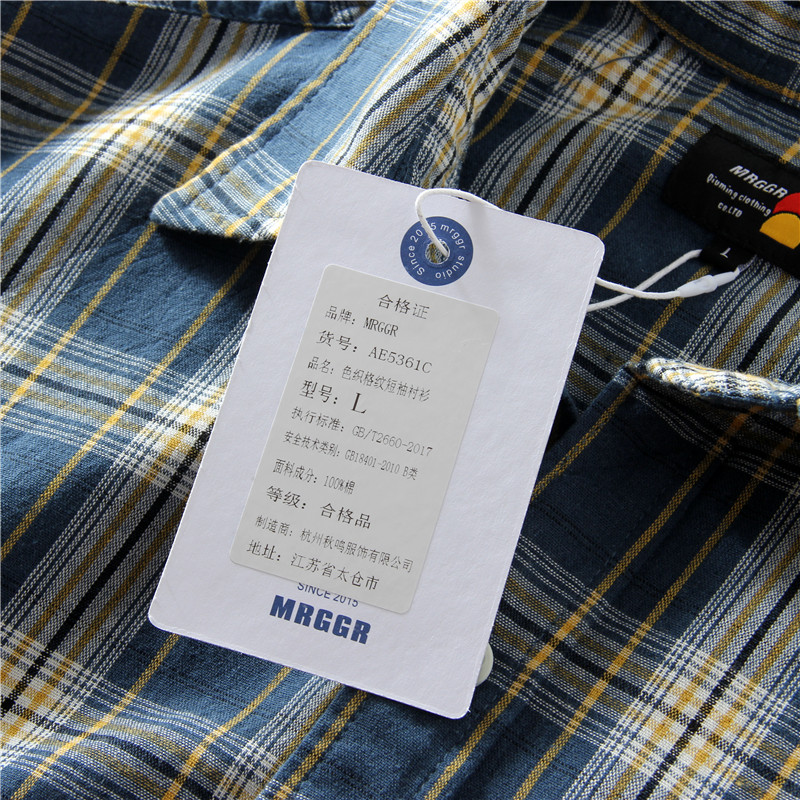 Since 2015 mrggr studio
合格证
品牌: MRGGR
货号: AE5361C
品名: 色织格纹短袖衬衫
型号: L
执行标准: GB/T2660-2017
安全技术类别: GB18401-2010 B类
面料成分: 100%棉
等级: 合格品
制造商: 杭州秋鸣服饰有限公司
地址: 江苏省太仓市
SINCE 2015
MRGGR
MRGGR
Qiuming clothing
co.LTD
L